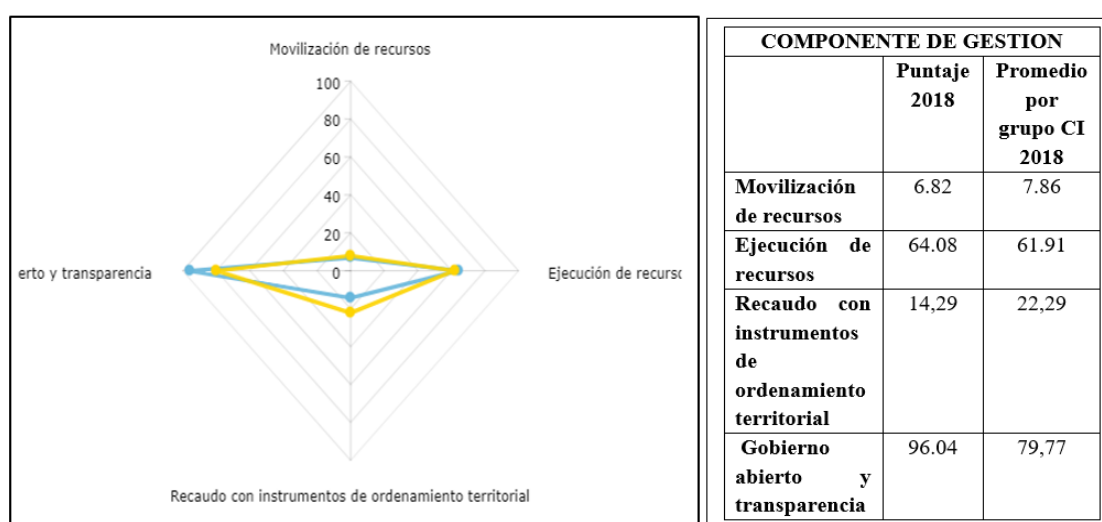 Movilización de recursos
100
80
60
40
20
0
erto y transparencia
Ejecución de recursc
Recaudo con instrumentos de ordenamiento territorial
COMPONENTE DE GESTION
Puntaje 2018
Promedio por grupo CI 2018
Movilización de recursos
6.82
7.86
Ejecución de recursos
64.08
61.91
Recaudo con instrumentos de ordenamiento territorial
14,29
22,29
Gobierno abierto y transparencia
96.04
79,77